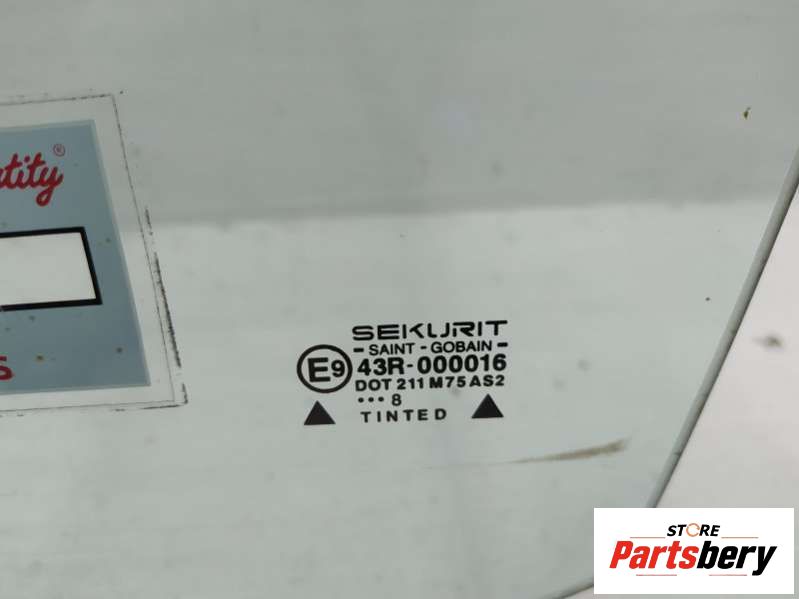 SEKURIT
- SAINT - GOBAIN -
E9 43R-000016
DOT 211 M75 AS2
••• 8
TINTED
STORE
Partsbery